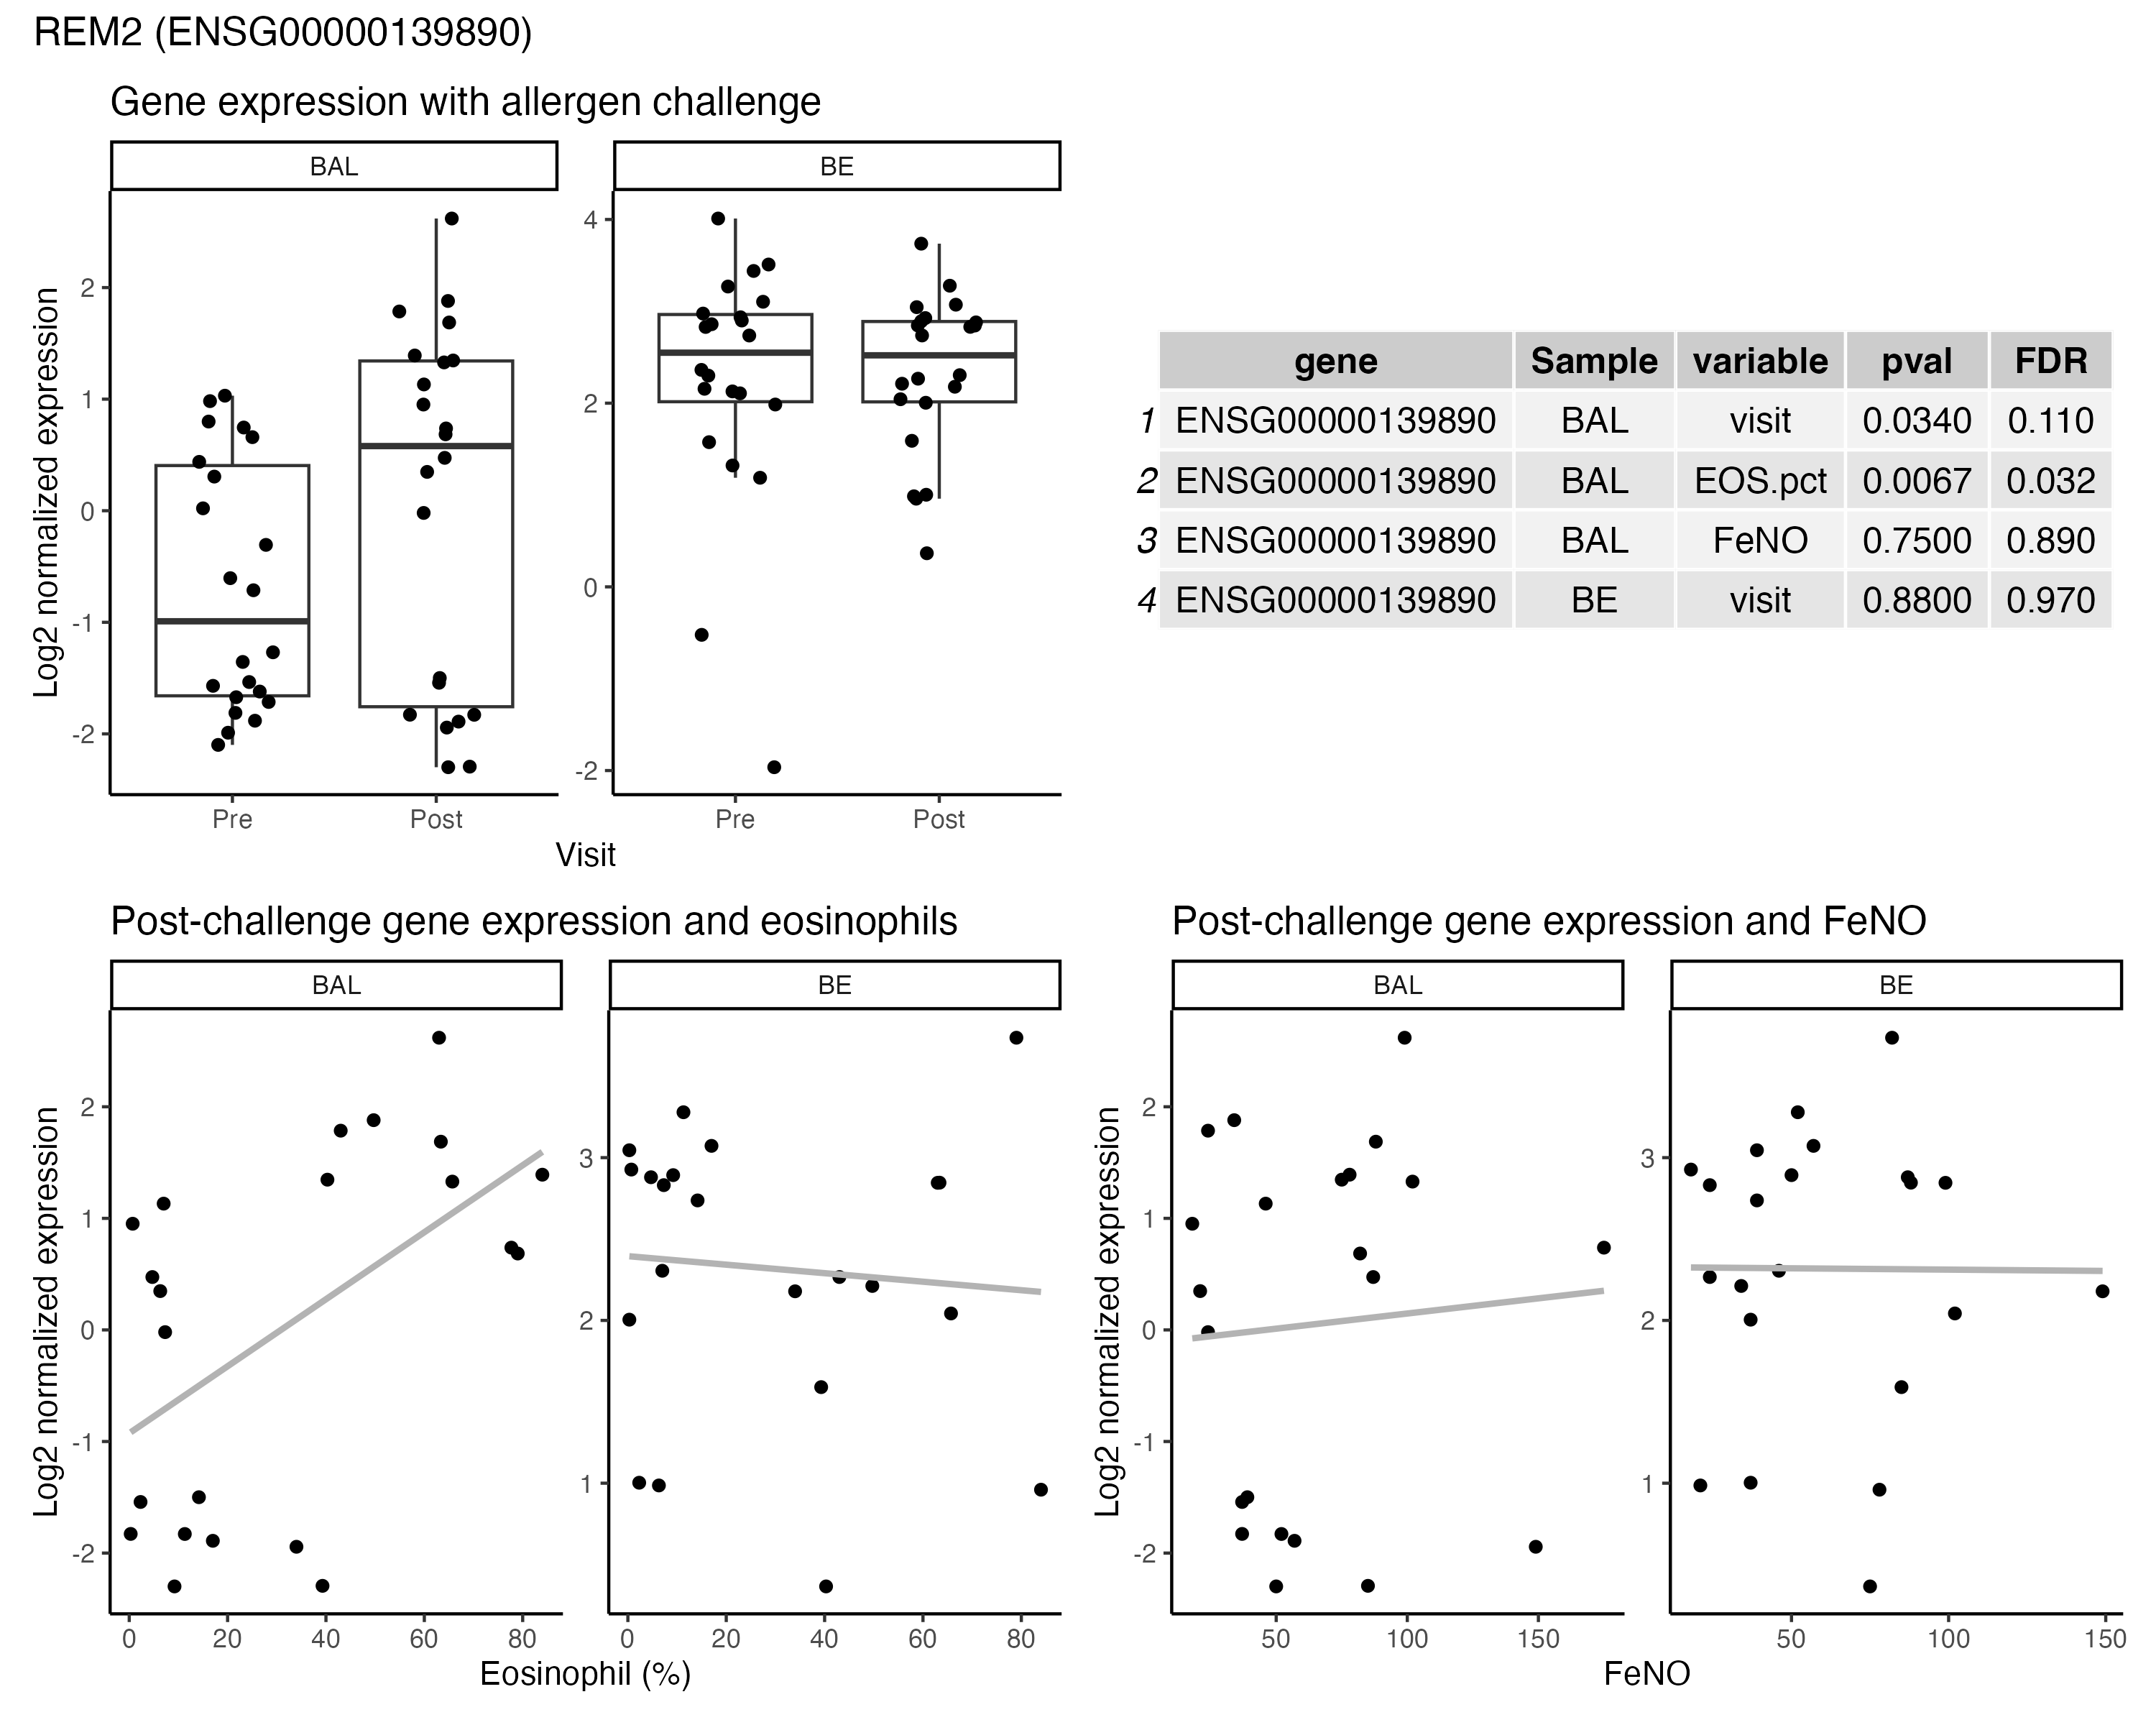 REM2 (ENSG00000139890)
Gene expression with allergen challenge
BAL BE
Log2 normalized expression
2
1
0
-1
-2
4
2
0
-2
Pre Post Pre Post
Visit
gene Sample variable pval FDR
1 ENSG00000139890 BAL visit 0.0340 0.110
2 ENSG00000139890 BAL EOS.pct 0.0067 0.032
3 ENSG00000139890 BAL FeNO 0.7500 0.890
4 ENSG00000139890 BE visit 0.8800 0.970
Post-challenge gene expression and eosinophils
BAL BE
Log2 normalized expression
2
1
0
-1
-2
3
2
1
0 20 40 60 80 0 20 40 60 80
Eosinophil (%)
Post-challenge gene expression and FeNO
BAL BE
Log2 normalized expression
2
1
0
-1
-2
3
2
1
50 100 150 50 100 150
FeNO